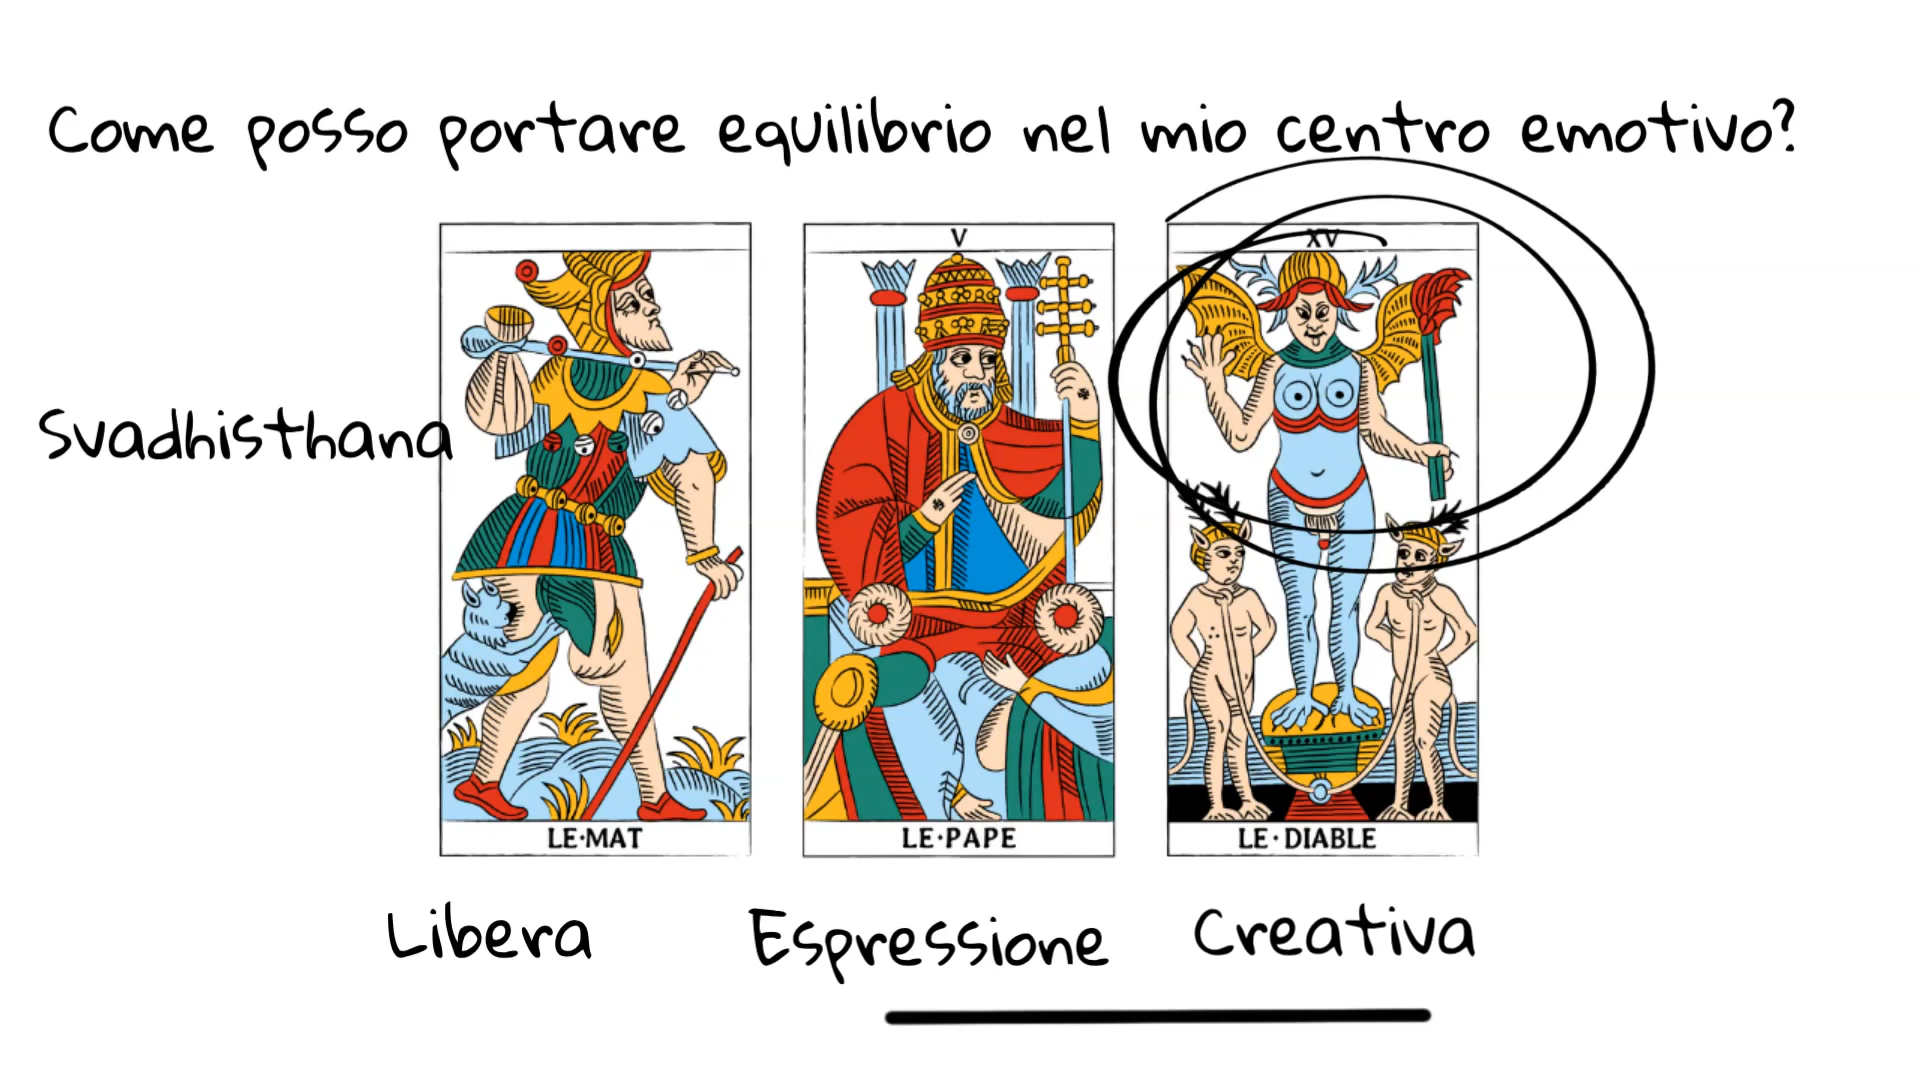 Come posso portare equilibrio nel mio centro emotivo?
V
XV
Svadhisthana
LE·MAT
LE·PAPE
LE·DIABLE
Libera
Espressione
Creativa